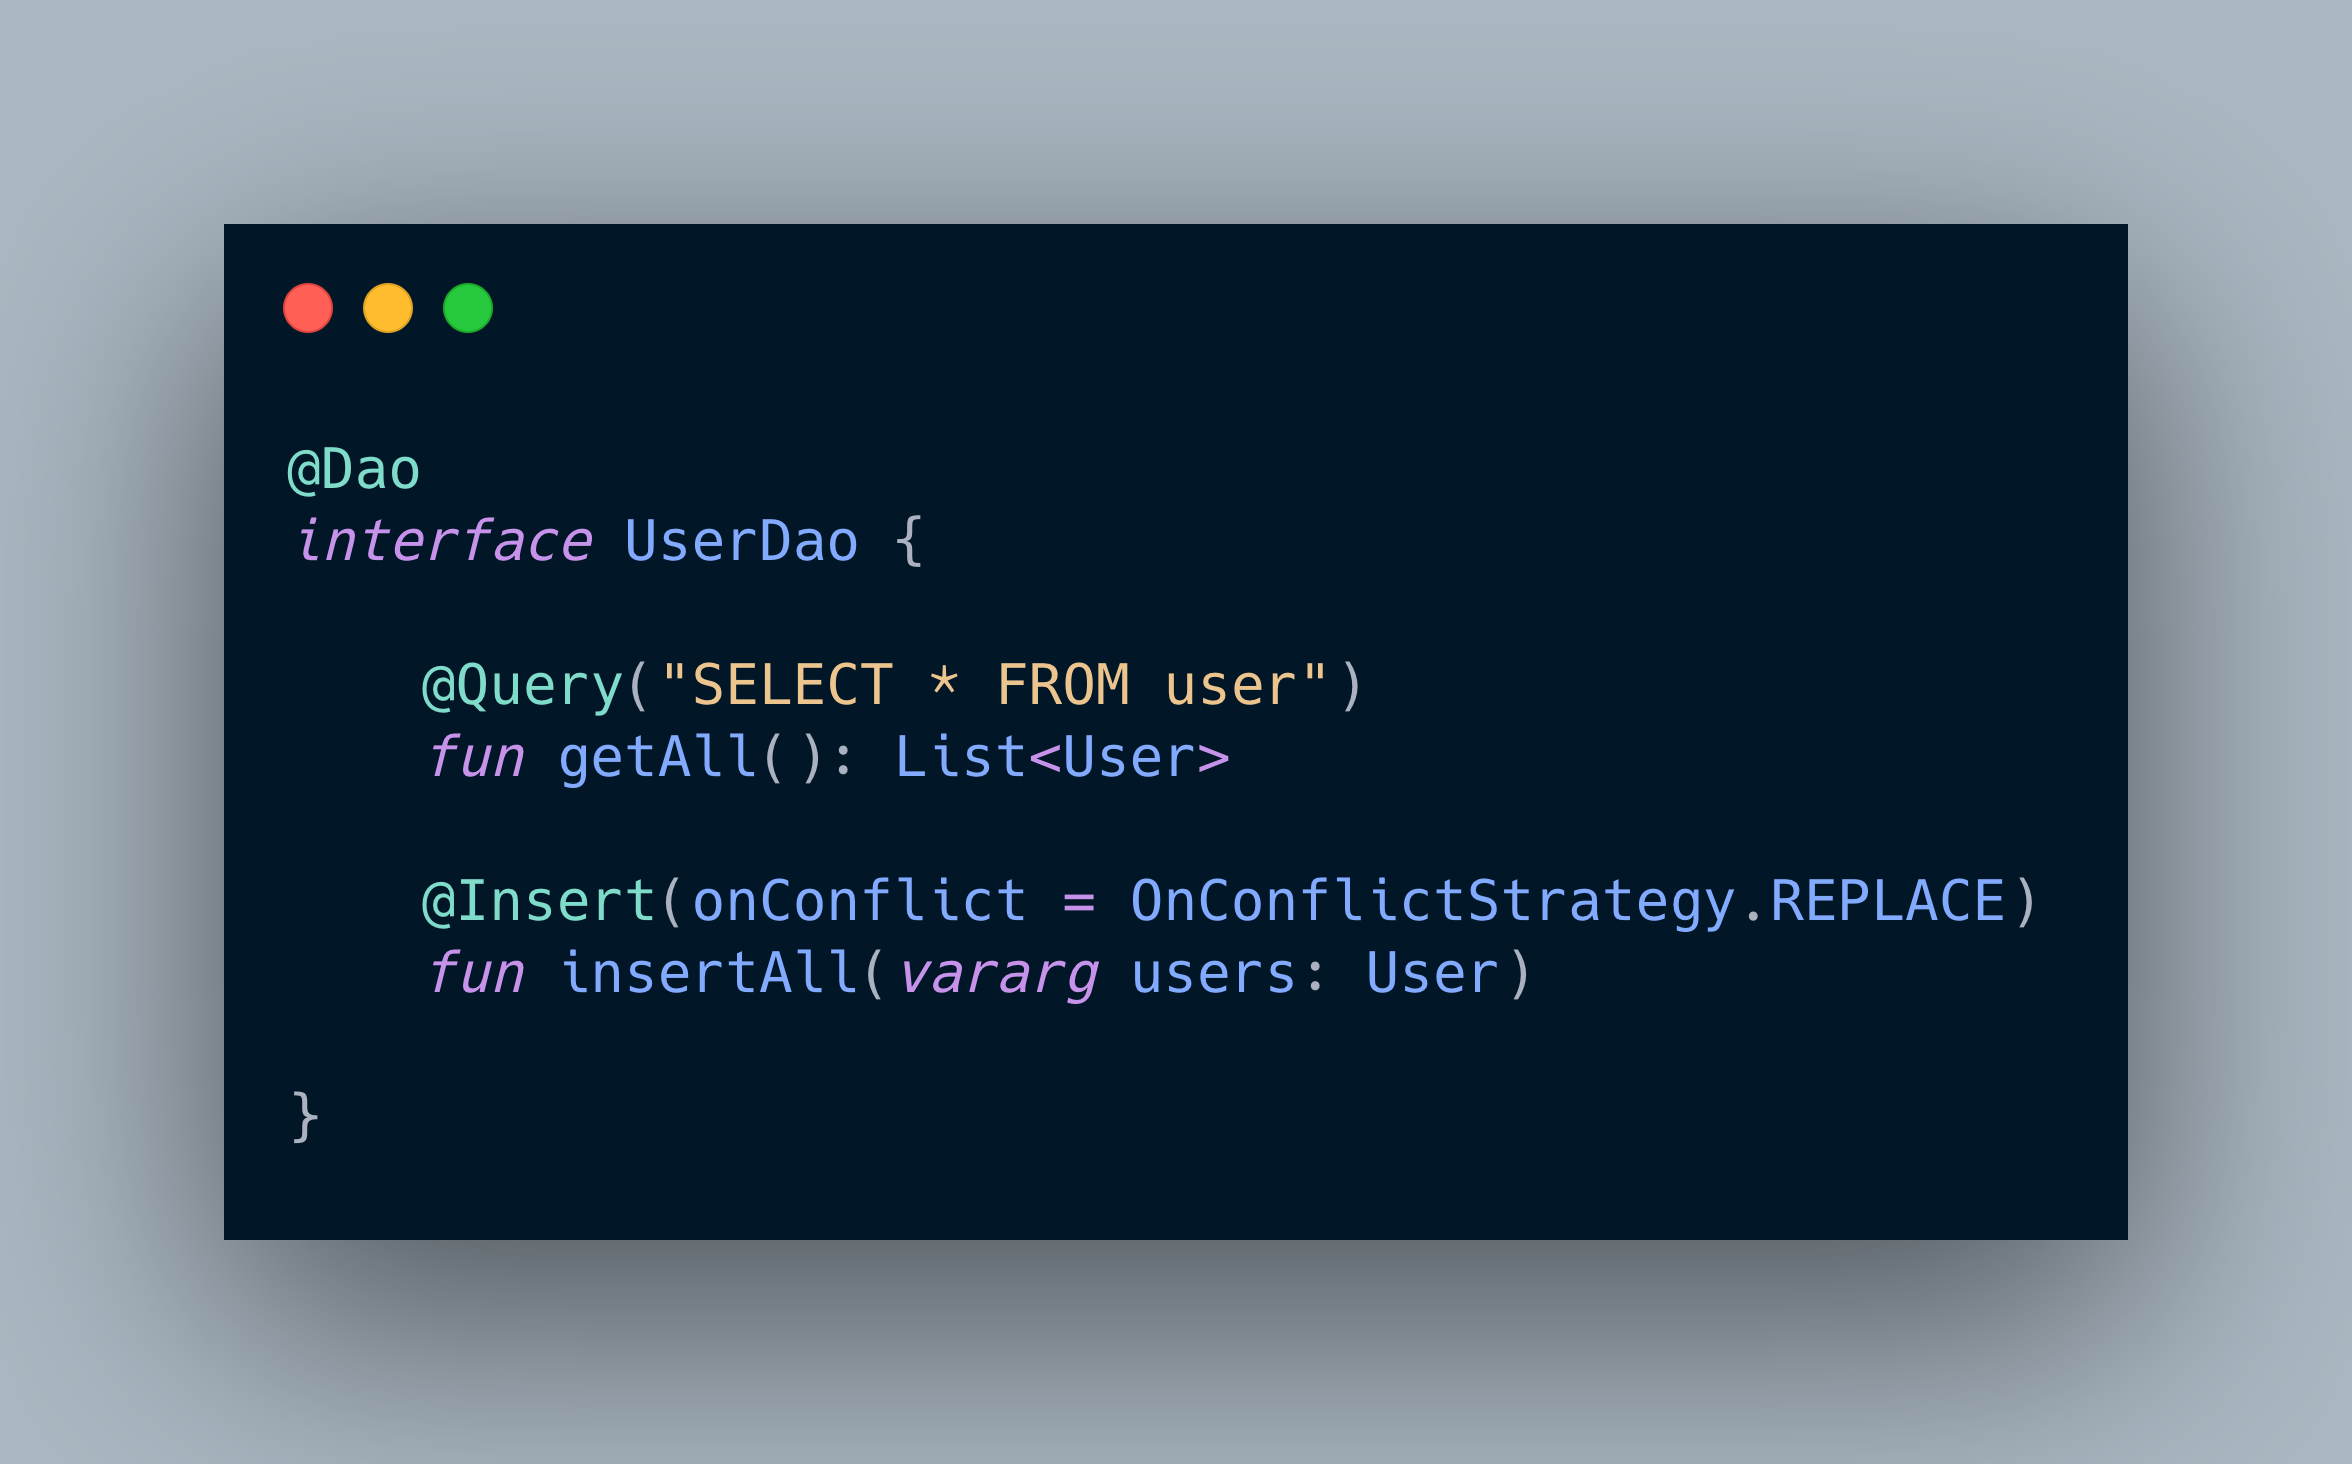 @Dao
interface UserDao {
@Query("SELECT * FROM user")
fun getAll(): List<User>
@Insert(onConflict = OnConflictStrategy.REPLACE)
fun insertAll(vararg users: User)
}